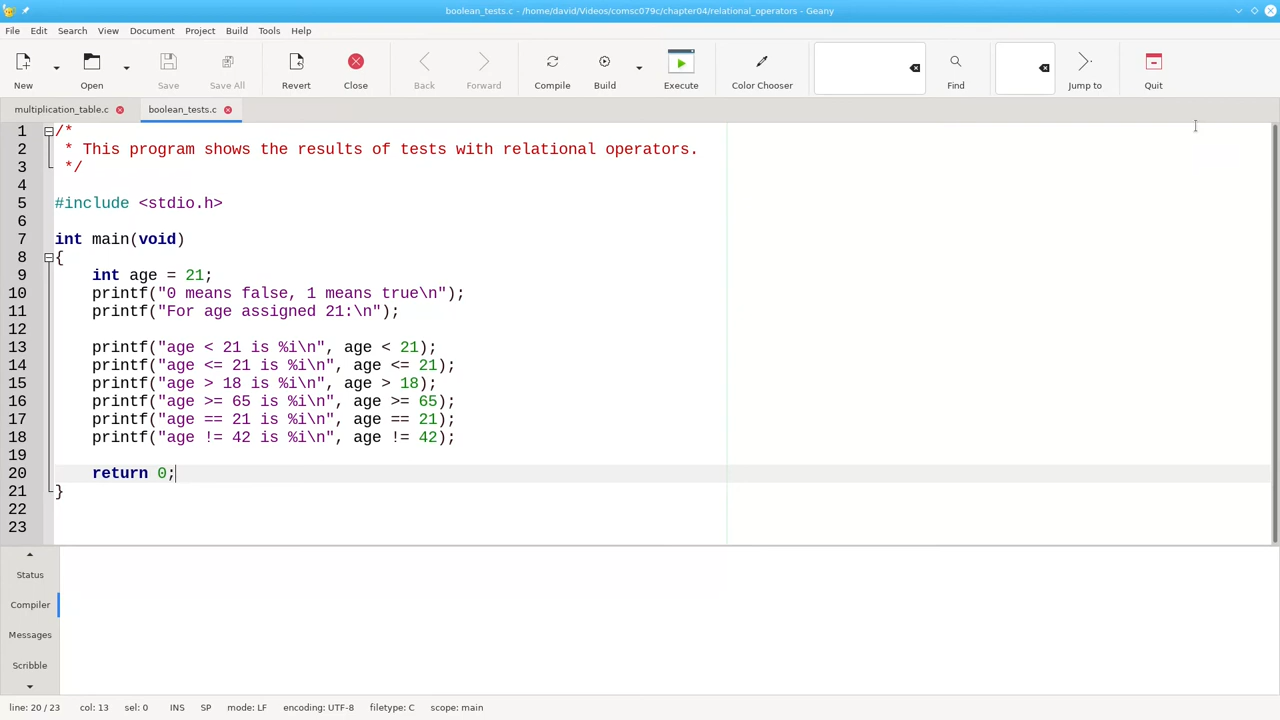 boolean_tests.c - /home/david/Videos/comsc079c/chapter04/relational_operators - Geany
File Edit Search View Document Project Build Tools Help
New Open Save Save All Revert Close Back Forward Compile Build Execute Color Chooser Find Jump to Quit
multiplication_table.c boolean_tests.c
1 /*
2  * This program shows the results of tests with relational operators.
3  */
4
5 #include <stdio.h>
6
7 int main(void)
8 {
9     int age = 21;
10     printf("0 means false, 1 means true\n");
11     printf("For age assigned 21:\n");
12
13     printf("age < 21 is %i\n", age < 21);
14     printf("age <= 21 is %i\n", age <= 21);
15     printf("age > 18 is %i\n", age > 18);
16     printf("age >= 65 is %i\n", age >= 65);
17     printf("age == 21 is %i\n", age == 21);
18     printf("age != 42 is %i\n", age != 42);
19
20     return 0;
21 }
22
23
Status
Compiler
Messages
Scribble
line: 20 / 23 col: 13 sel: 0 INS SP mode: LF encoding: UTF-8 filetype: C scope: main